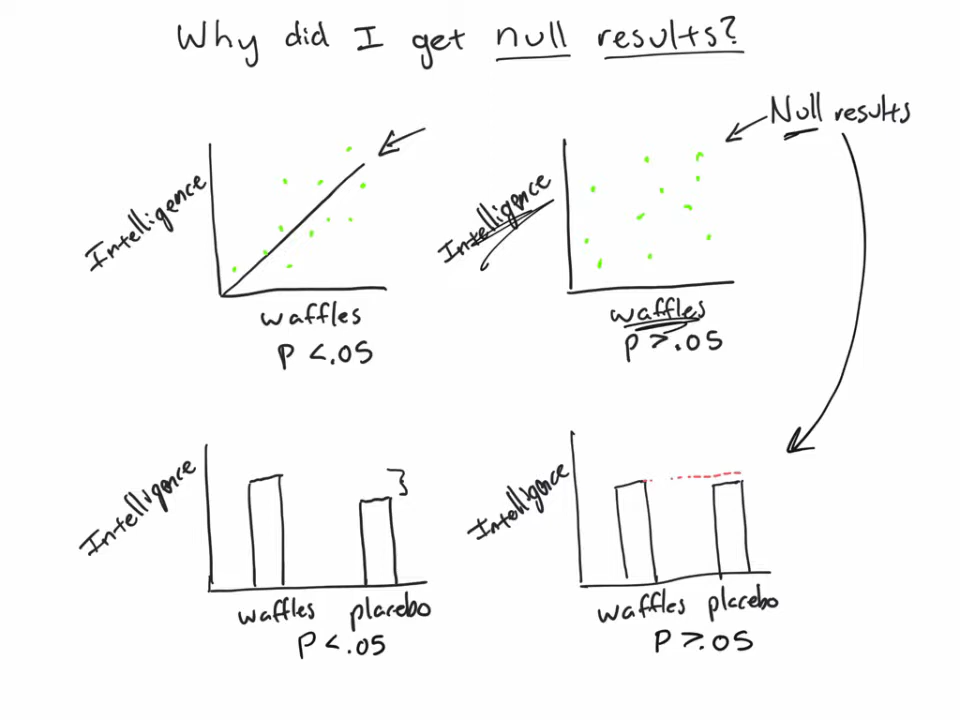 Why did I get null results?
Null results
Intelligence
waffles
P <.05
Intelligence
waffles
P >.05
Intelligence
waffles placebo
P <.05
Intelligence
waffles placebo
P >.05